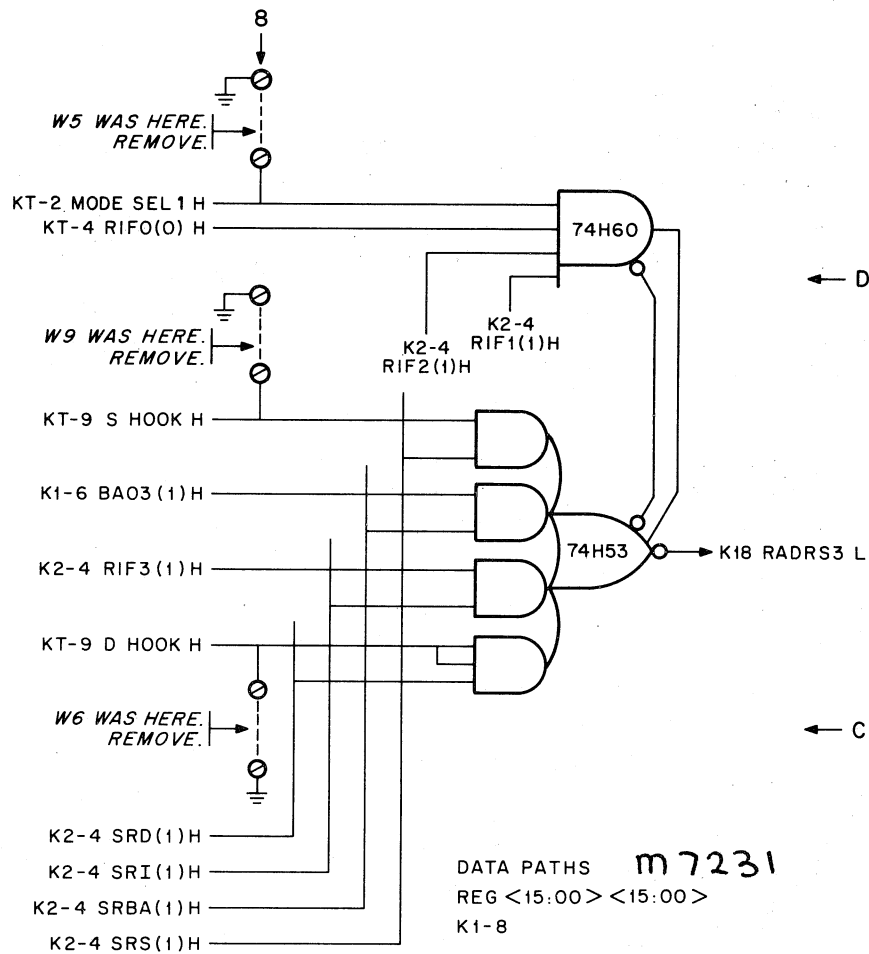 8
W5 WAS HERE.
REMOVE.
KT-2 MODE SEL 1 H
KT-4 RIF0(0) H
74H60
D
K2-4
RIF1(1)H
K2-4
RIF2(1)H
W9 WAS HERE.
REMOVE.
KT-9 S HOOK H
K1-6 BA03(1)H
74H53
K18 RADRS3 L
K2-4 RIF3(1)H
KT-9 D HOOK H
W6 WAS HERE.
REMOVE.
C
K2-4 SRD(1)H
K2-4 SRI(1)H
K2-4 SRBA(1)H
K2-4 SRS(1)H
DATA PATHS m7231
REG <15:00> <15:00>
K1-8